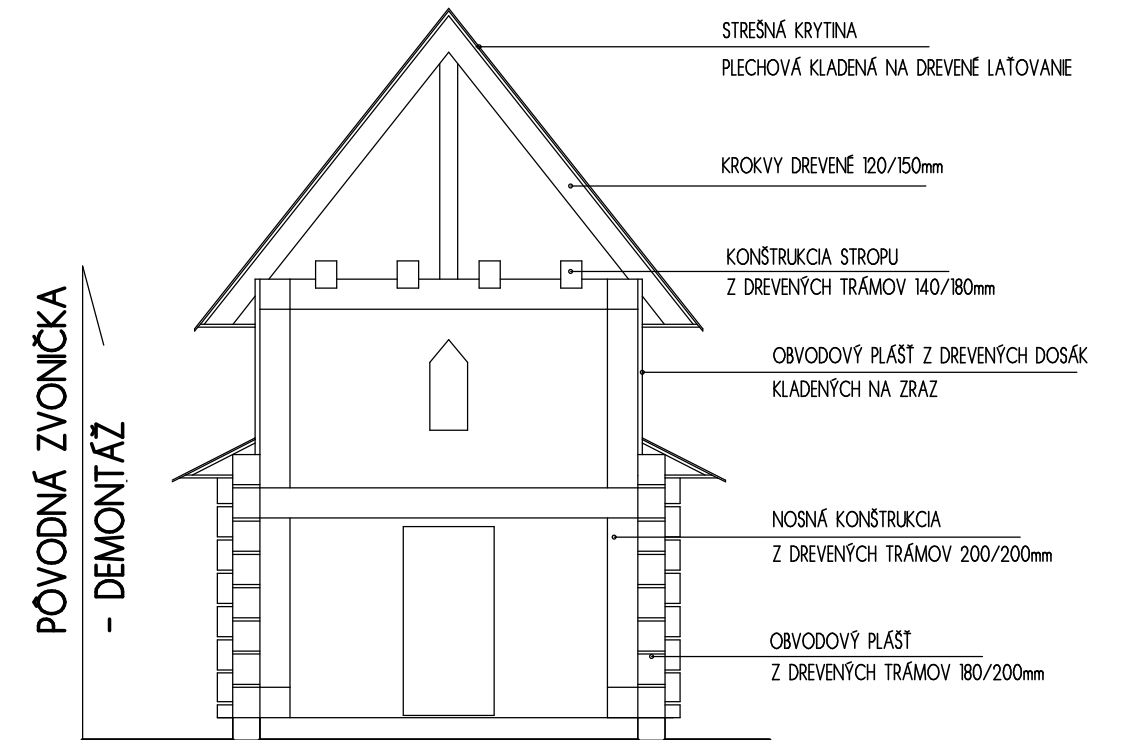 STREŠNÁ KRYTINA
PLECHOVÁ KLADENÁ NA DREVENÉ LAŤOVANIE
KROKVY DREVENÉ 120/150mm
KONŠTRUKCIA STROPU
Z DREVENÝCH TRÁMOV 140/180mm
OBVODOVÝ PLÁŠŤ Z DREVENÝCH DOSÁK
KLADENÝCH NA ZRAZ
NOSNÁ KONŠTRUKCIA
Z DREVENÝCH TRÁMOV 200/200mm
OBVODOVÝ PLÁŠŤ
Z DREVENÝCH TRÁMOV 180/200mm
PÔVODNÁ ZVONIČKA
- DEMONTÁŽ